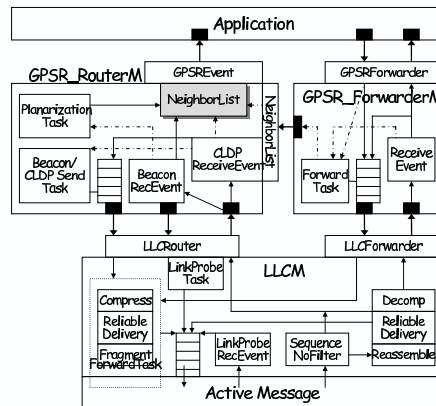 Application
GPSR_RouterM
GPSREvent
GPSRForwarder
GPSR_ForwarderM
Planarization
Task
NeighborList
NeighborList
Beacon/
CLDP Send
Task
Beacon
RecEvent
CLDP
ReceiveEvent
Forward
Task
Receive
Event
LLCRouter
LLCForwarder
LinkProbe
Task
LLCM
Compress
Reliable
Delivery
Fragment
ForwardTask
LinkProbe
RecEvent
Sequence
NoFilter
Decomp
Reliable
Delivery
Reassemble
Active Message